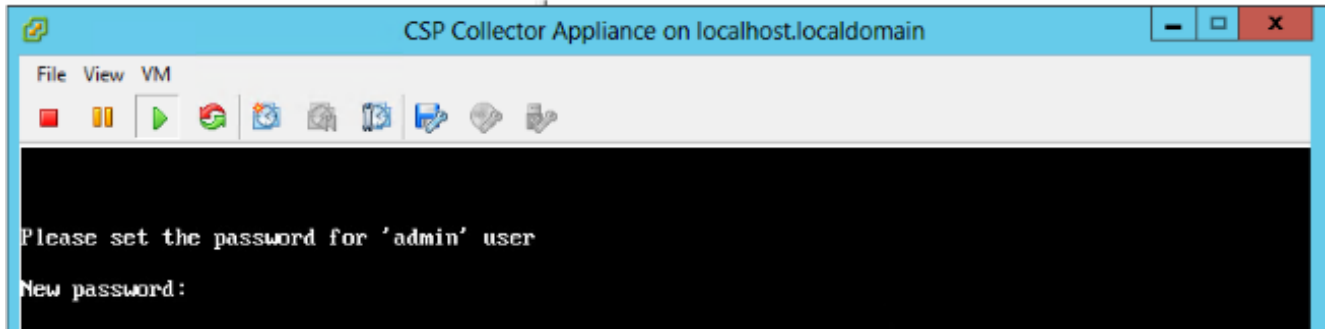 CSP Collector Appliance on localhost.localdomain
File View VM
Please set the password for 'admin' user
New password: